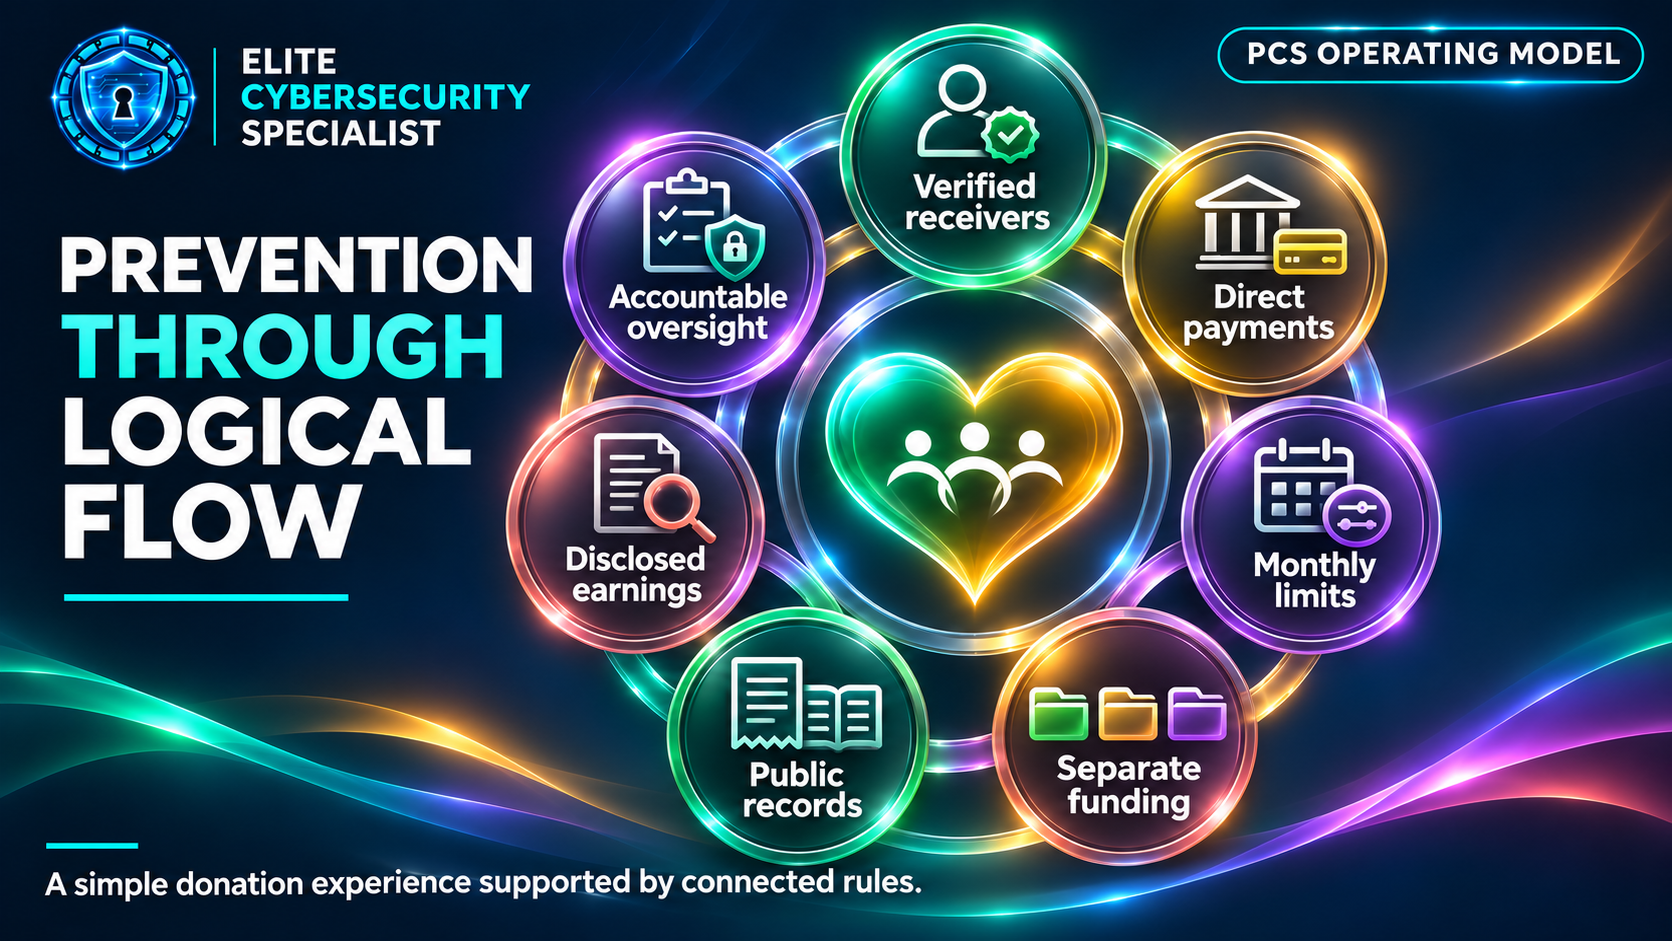 ELITE
CYBERSECURITY
SPECIALIST
PCS OPERATING MODEL
PREVENTION
THROUGH
LOGICAL
FLOW
Verified
receivers
Direct
payments
Monthly
limits
Separate
funding
Public
records
Disclosed
earnings
Accountable
oversight
A simple donation experience supported by connected rules.